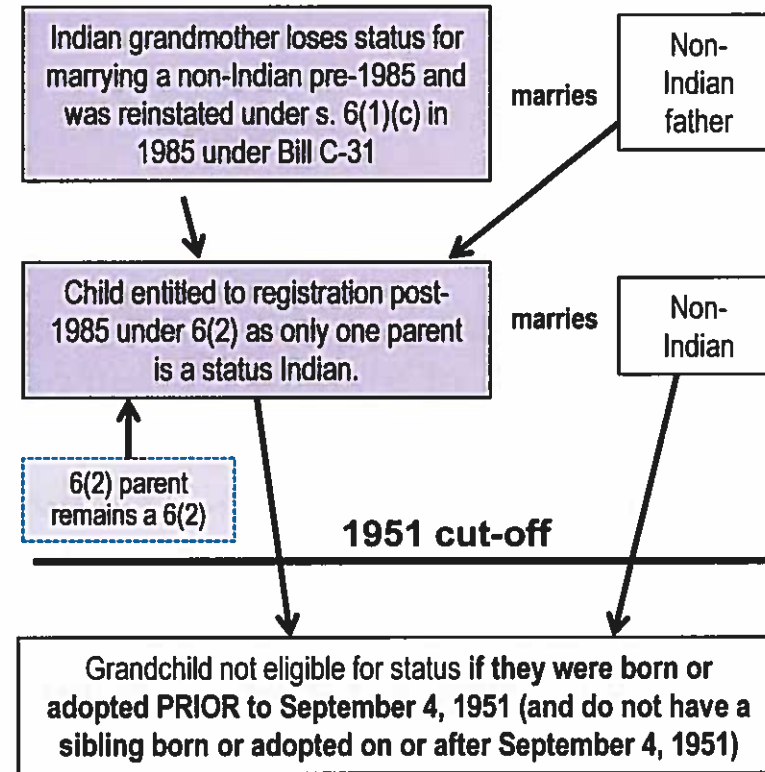 Indian grandmother loses status for
marrying a non-Indian pre-1985 and
was reinstated under s. 6(1)(c) in
1985 under Bill C-31
marries
Non-
Indian
father
Child entitled to registration post-
1985 under 6(2) as only one parent
is a status Indian.
marries
Non-
Indian
6(2) parent
remains a 6(2)
1951 cut-off
Grandchild not eligible for status if they were born or
adopted PRIOR to September 4, 1951 (and do not have a
sibling born or adopted on or after September 4, 1951)